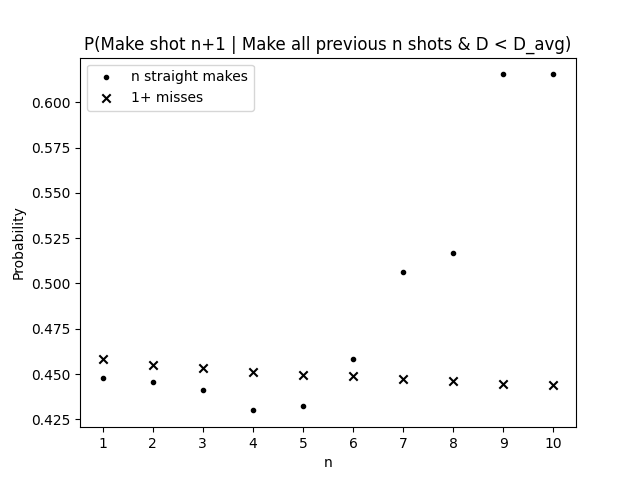 P(Make shot n+1 | Make all previous n shots & D < D_avg)
n straight makes
1+ misses
0.600
0.575
0.550
0.525
0.500
0.475
0.450
0.425
Probability
1 2 3 4 5 6 7 8 9 10
n